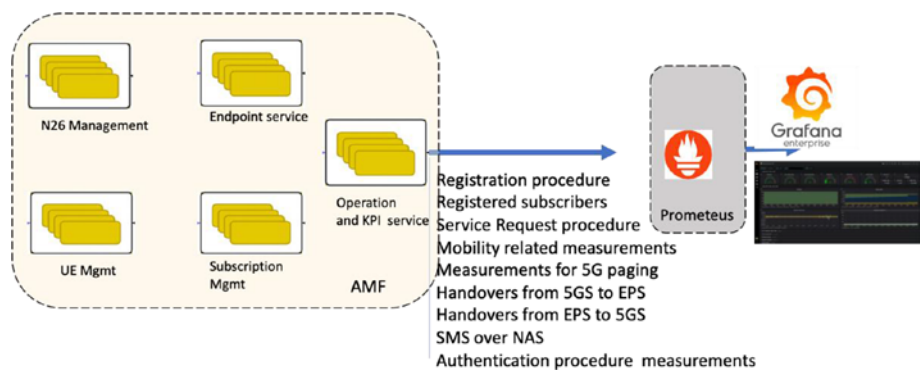 N26 Management
Endpoint service
UE Mgmt
Subscription
Mgmt
Operation
and KPI service
AMF
Registration procedure
Registered subscribers
Service Request procedure
Mobility related measurements
Measurements for 5G paging
Handovers from 5GS to EPS
Handovers from EPS to 5GS
SMS over NAS
Authentication procedure measurements
Prometeus
Grafana
enterprise